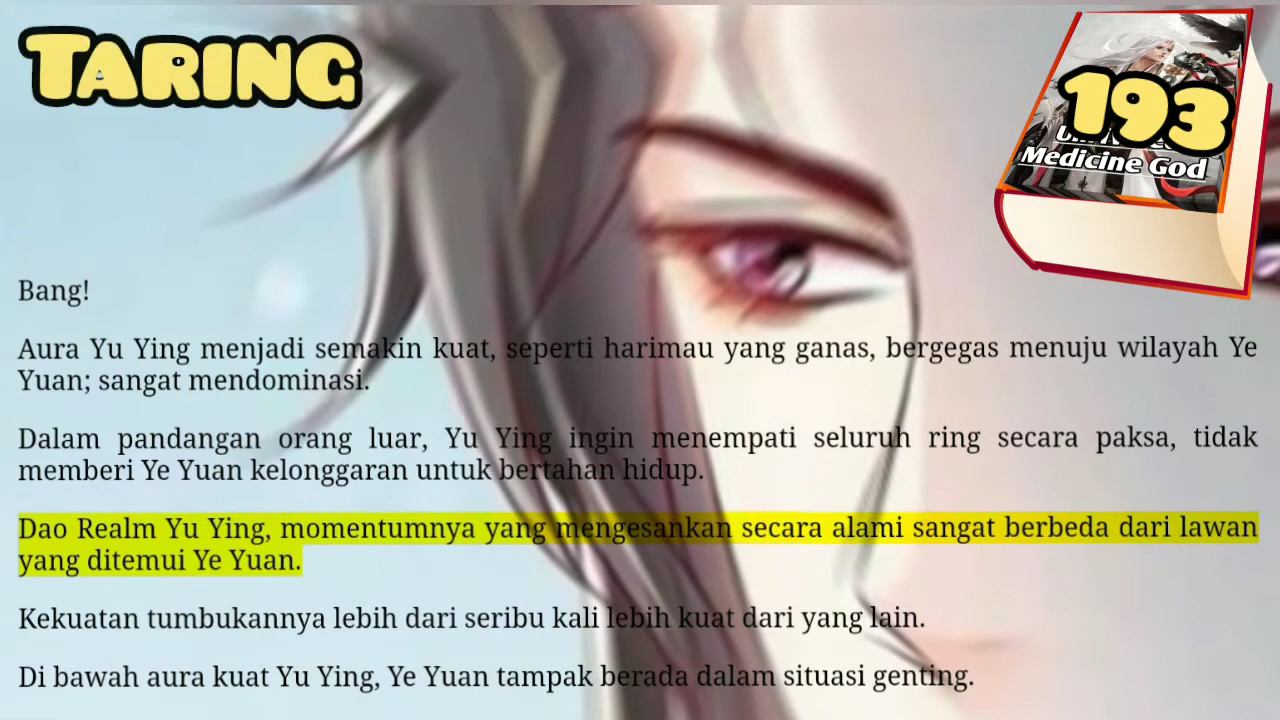 TARING
193
Medicine God
Bang!
Aura Yu Ying menjadi semakin kuat, seperti harimau yang ganas, bergegas menuju wilayah Ye
Yuan; sangat mendominasi.
Dalam pandangan orang luar, Yu Ying ingin menempati seluruh ring secara paksa, tidak
memberi Ye Yuan kelonggaran untuk bertahan hidup.
Dao Realm Yu Ying, momentumnya yang mengesankan secara alami sangat berbeda dari lawan
yang ditemui Ye Yuan.
Kekuatan tumbukannya lebih dari seribu kali lebih kuat dari yang lain.
Di bawah aura kuat Yu Ying, Ye Yuan tampak berada dalam situasi genting.